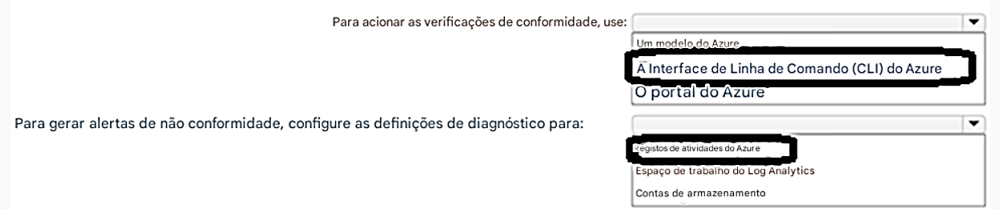 Para acionar as verificações de conformidade, use:
Um modelo do Azure
A Interface de Linha de Comando (CLI) do Azure
O portal do Azure
Para gerar alertas de não conformidade, configure as definições de diagnóstico para:
Registos de atividades do Azure
Espaço de trabalho do Log Analytics
Contas de armazenamento